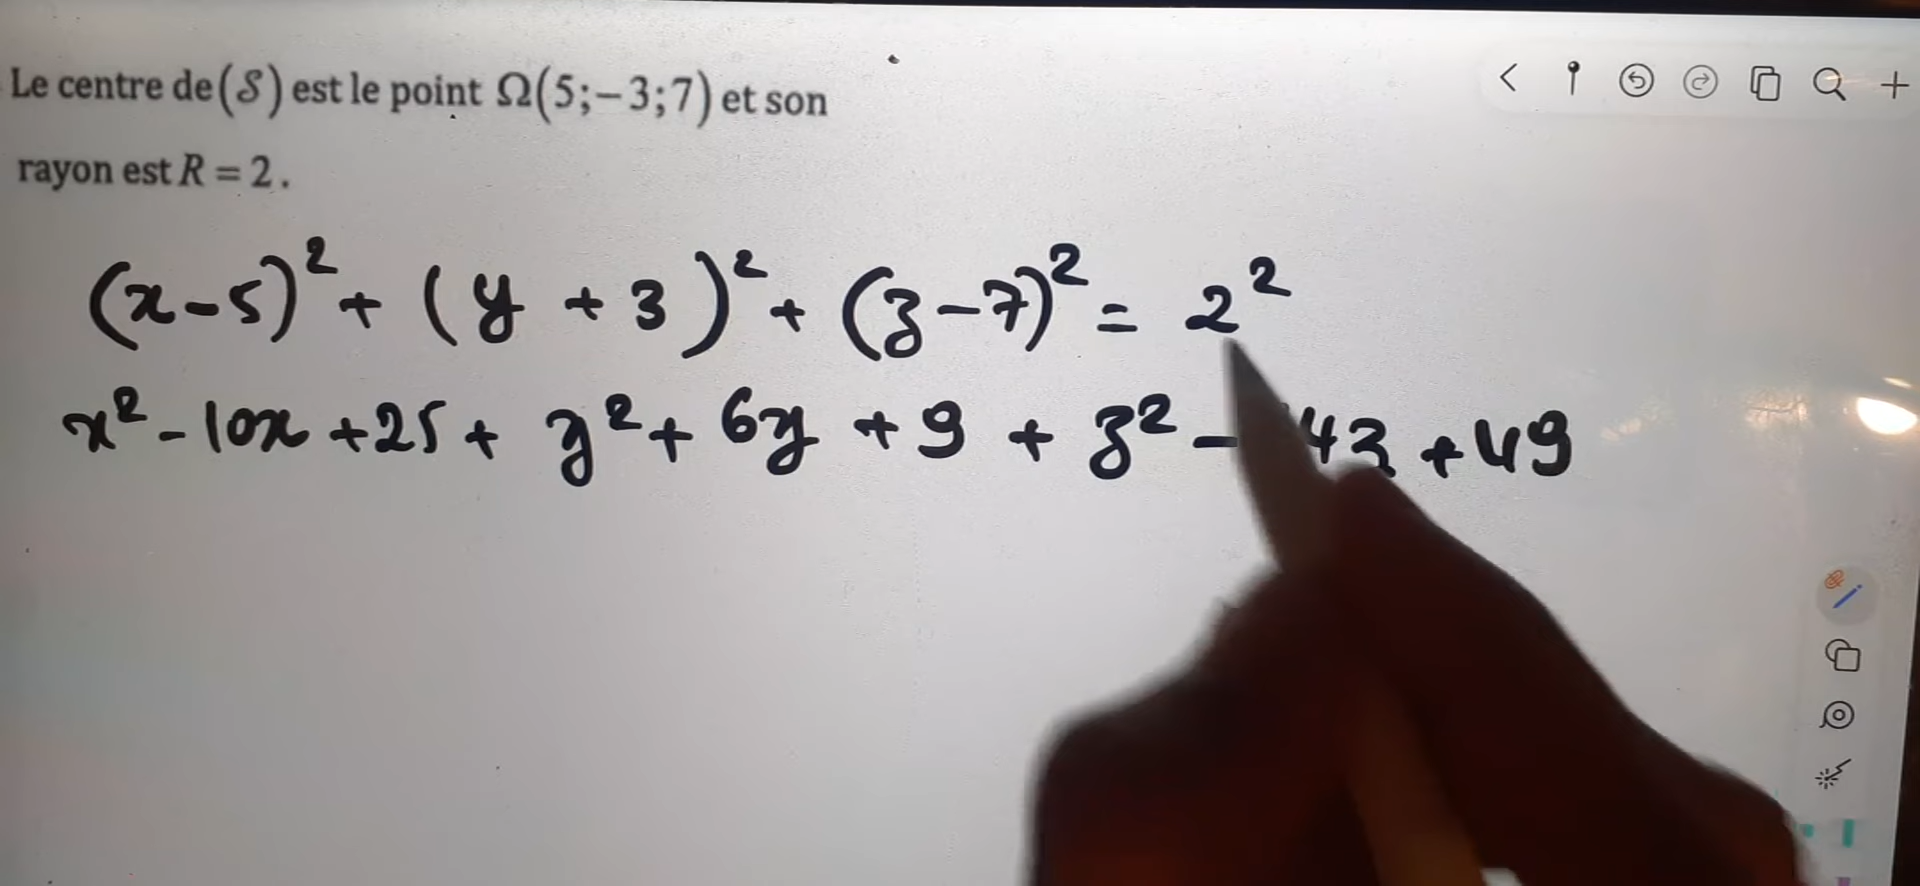 Le centre de (S) est le point Ω(5;−3;7) et son
rayon est R = 2.
(x-5)² + (y + 3)² + (z-7)² = 2²
x² - 10x + 25 + y² + 6y + 9 + z² - 4z + 49